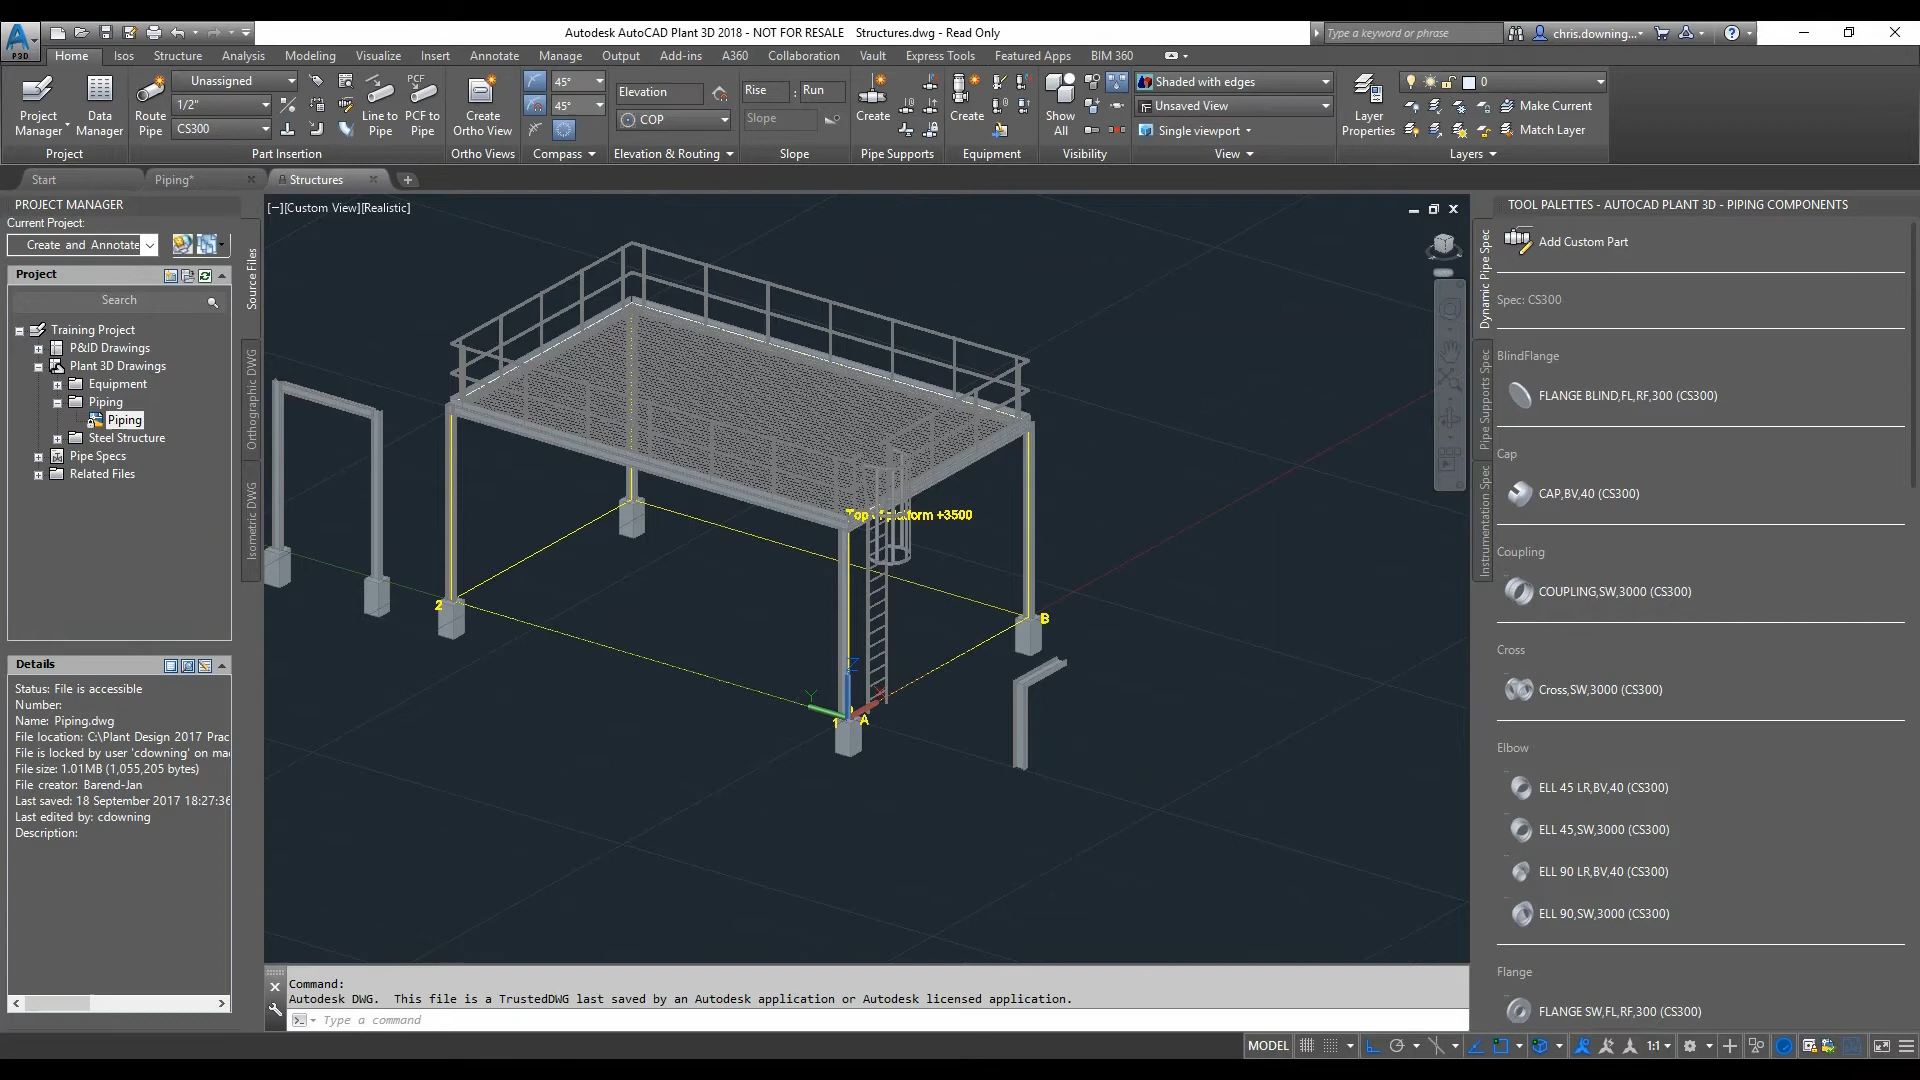 Autodesk AutoCAD Plant 3D 2018 - NOT FOR RESALE Structures.dwg - Read Only
Type a keyword or phrase
chris.downing...
P3D
Home Isos Structure Analysis Modeling Visualize Insert Annotate Manage Output Add-ins A360 Collaboration Vault Express Tools Featured Apps BIM 360
Project Manager
Data Manager
Route Pipe
Unassigned
1/2"
CS300
Line to Pipe
PCF to Pipe
PCF
Create Ortho View
45°
45°
Elevation
COP
Rise : Run
Slope
Create
Create
Show All
Shaded with edges
Unsaved View
Single viewport
Layer Properties
0
Make Current
Match Layer
Project Part Insertion Ortho Views Compass Elevation & Routing Slope Pipe Supports Equipment Visibility View Layers
Start Piping* Structures
PROJECT MANAGER
Current Project:
Create and Annotate
Project
Search
Training Project
P&ID Drawings
Plant 3D Drawings
Equipment
Piping
Piping
Steel Structure
Pipe Specs
Related Files
Source Files
Orthographic DWG
Isometric DWG
Details
Status: File is accessible
Number:
Name: Piping.dwg
File location: C:\Plant Design 2017 Prac
File is locked by user 'cdowning' on ma
File size: 1.01MB (1,055,205 bytes)
File creator: Barend-Jan
Last saved: 18 September 2017 18:27:36
Last edited by: cdowning
Description:
[−][Custom View][Realistic]
+3500
2
B
Z
Y
X
1
A
Command:
Autodesk DWG. This file is a TrustedDWG last saved by an Autodesk application or Autodesk licensed application.
Type a command
TOOL PALETTES - AUTOCAD PLANT 3D - PIPING COMPONENTS
Dynamic Pipe Spec
Pipe Supports Spec
Instrumentation Spec
Add Custom Part
Spec: CS300
BlindFlange
FLANGE BLIND,FL,RF,300 (CS300)
Cap
CAP,BV,40 (CS300)
Coupling
COUPLING,SW,3000 (CS300)
Cross
Cross,SW,3000 (CS300)
Elbow
ELL 45 LR,BV,40 (CS300)
ELL 45,SW,3000 (CS300)
ELL 90 LR,BV,40 (CS300)
ELL 90,SW,3000 (CS300)
Flange
FLANGE SW,FL,RF,300 (CS300)
MODEL
1:1